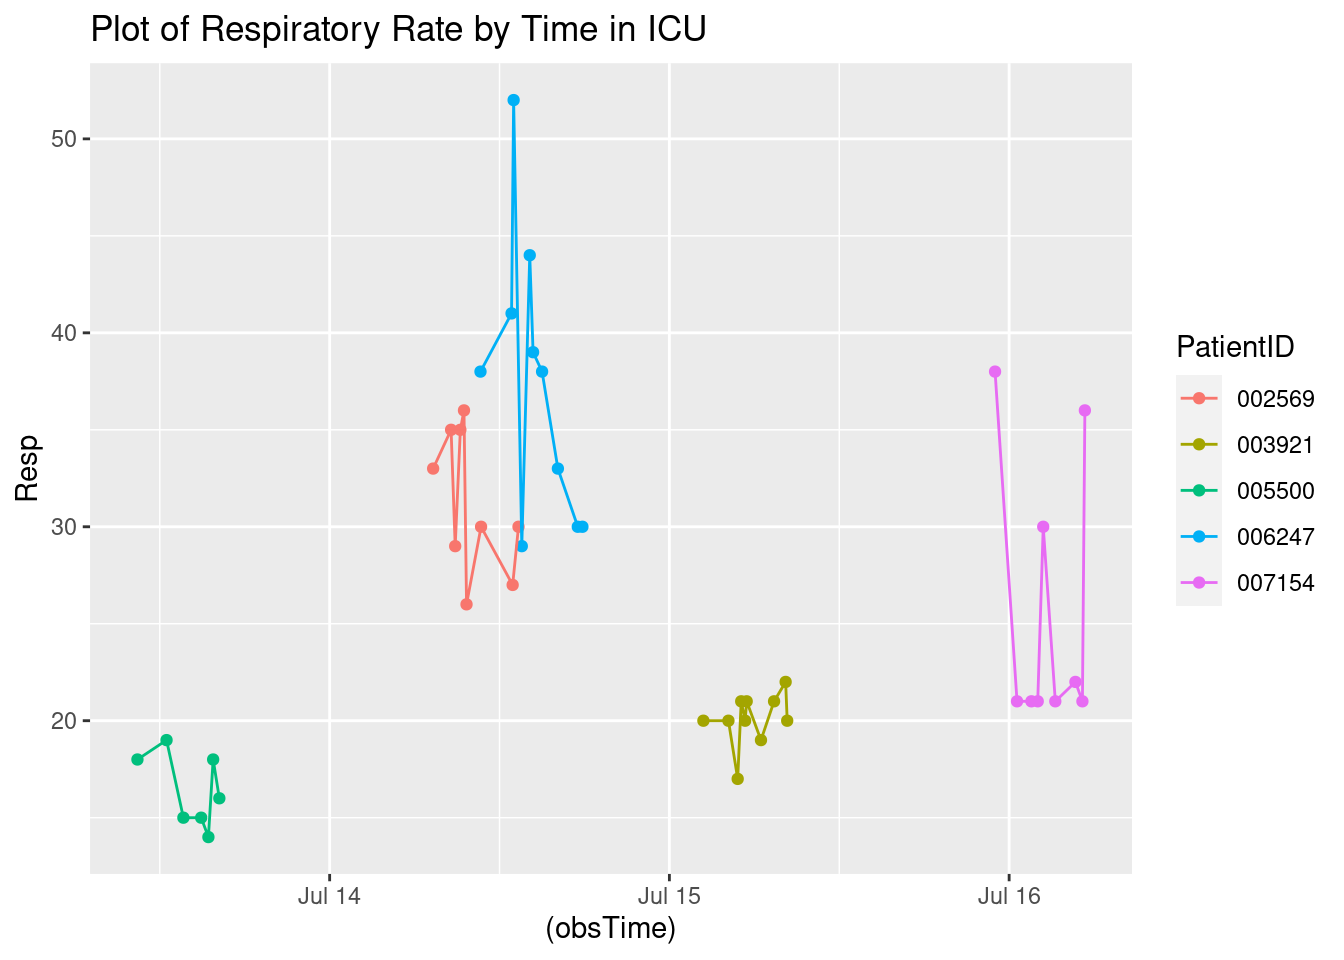 Plot of Respiratory Rate by Time in ICU
50
40
30
20
Resp
Jul 14
Jul 15
Jul 16
(obsTime)
PatientID
002569
003921
005500
006247
007154